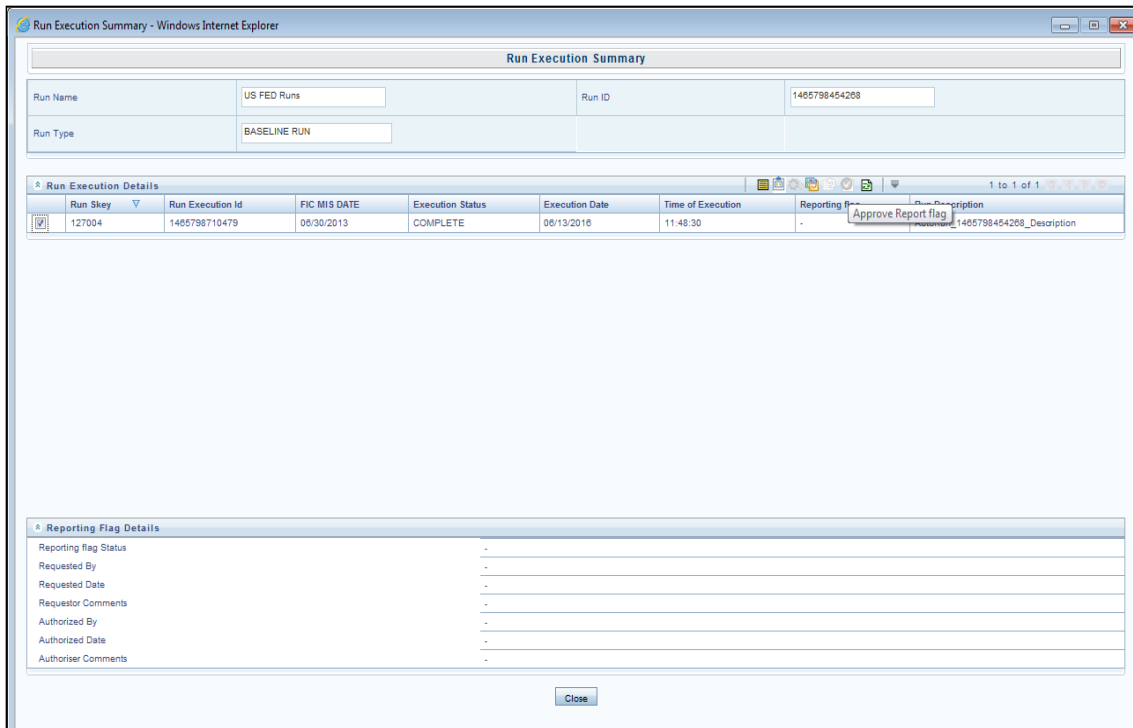 Run Execution Summary - Windows Internet Explorer
Run Execution Summary
Run Name US FED Runs Run ID 1465798454268
Run Type BASELINE RUN
Run Execution Details 1 to 1 of 1
Run Skey Run Execution Id FIC MIS DATE Execution Status Execution Date Time of Execution Reporting Run Description
Approve Report flag
127004 1465798710479 06/30/2013 COMPLETE 06/13/2016 11:48:30 - AutoRun_1465798454268_Description
Reporting Flag Details
Reporting flag Status -
Requested By -
Requested Date -
Requestor Comments -
Authorized By -
Authorized Date -
Authoriser Comments -
Close